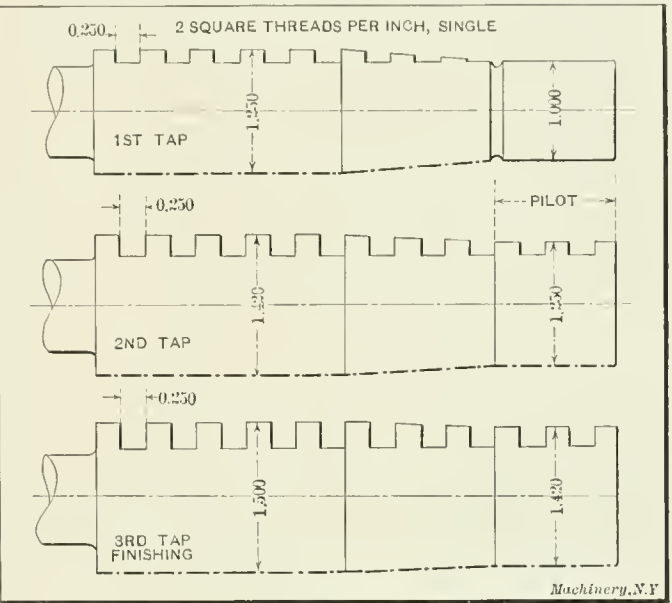 0.250
2 SQUARE THREADS PER INCH, SINGLE
1.250
1.000
1ST TAP
PILOT
0.250
1.420
1.250
2ND TAP
0.250
1.500
1.420
3RD TAP
FINISHING
Machinery, N.Y